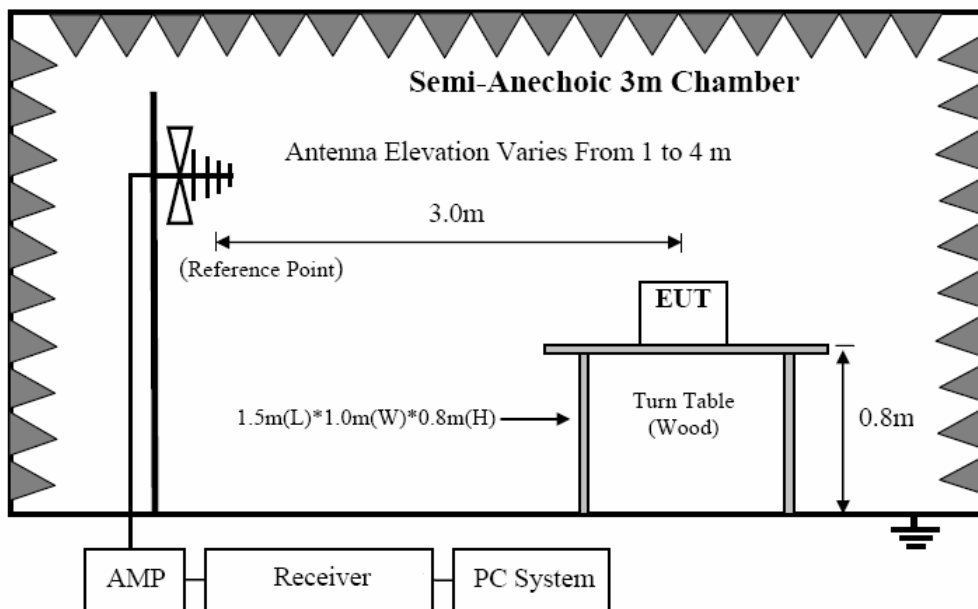 Semi-Anechoic 3m Chamber
Antenna Elevation Varies From 1 to 4 m
3.0m
(Reference Point)
EUT
1.5m(L)*1.0m(W)*0.8m(H)
Turn Table
(Wood)
0.8m
AMP
Receiver
PC System